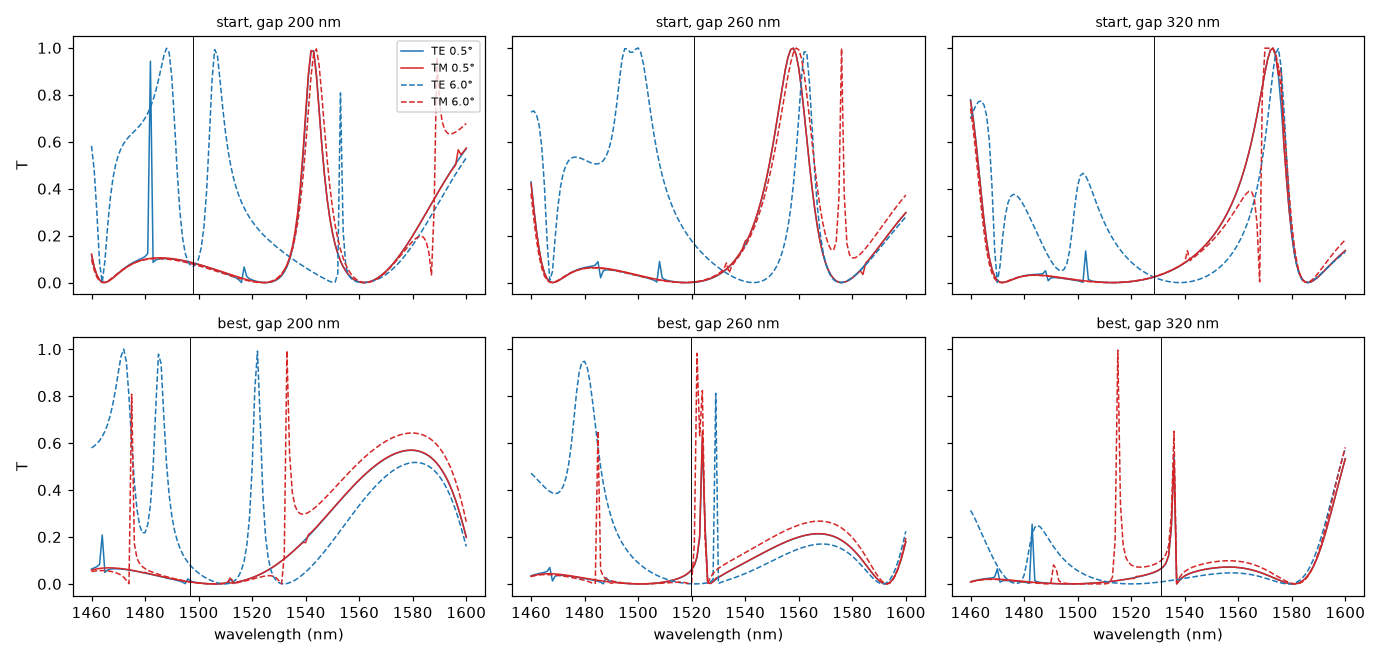 start, gap 200 nm
start, gap 260 nm
start, gap 320 nm
T
1.0
0.8
0.6
0.4
0.2
0.0
TE 0.5°
TM 0.5°
TE 6.0°
TM 6.0°
1460 1480 1500 1520 1540 1560 1580 1600
best, gap 200 nm
best, gap 260 nm
best, gap 320 nm
T
1.0
0.8
0.6
0.4
0.2
0.0
1460 1480 1500 1520 1540 1560 1580 1600
1460 1480 1500 1520 1540 1560 1580 1600
wavelength (nm)
wavelength (nm)
wavelength (nm)